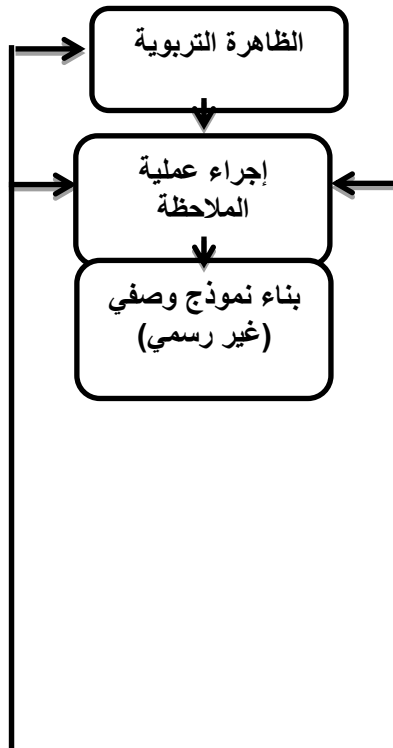 الظاهرة التربوية
إجراء عملية
الملاحظة
بناء نموذج وصفي
(غير رسمي)